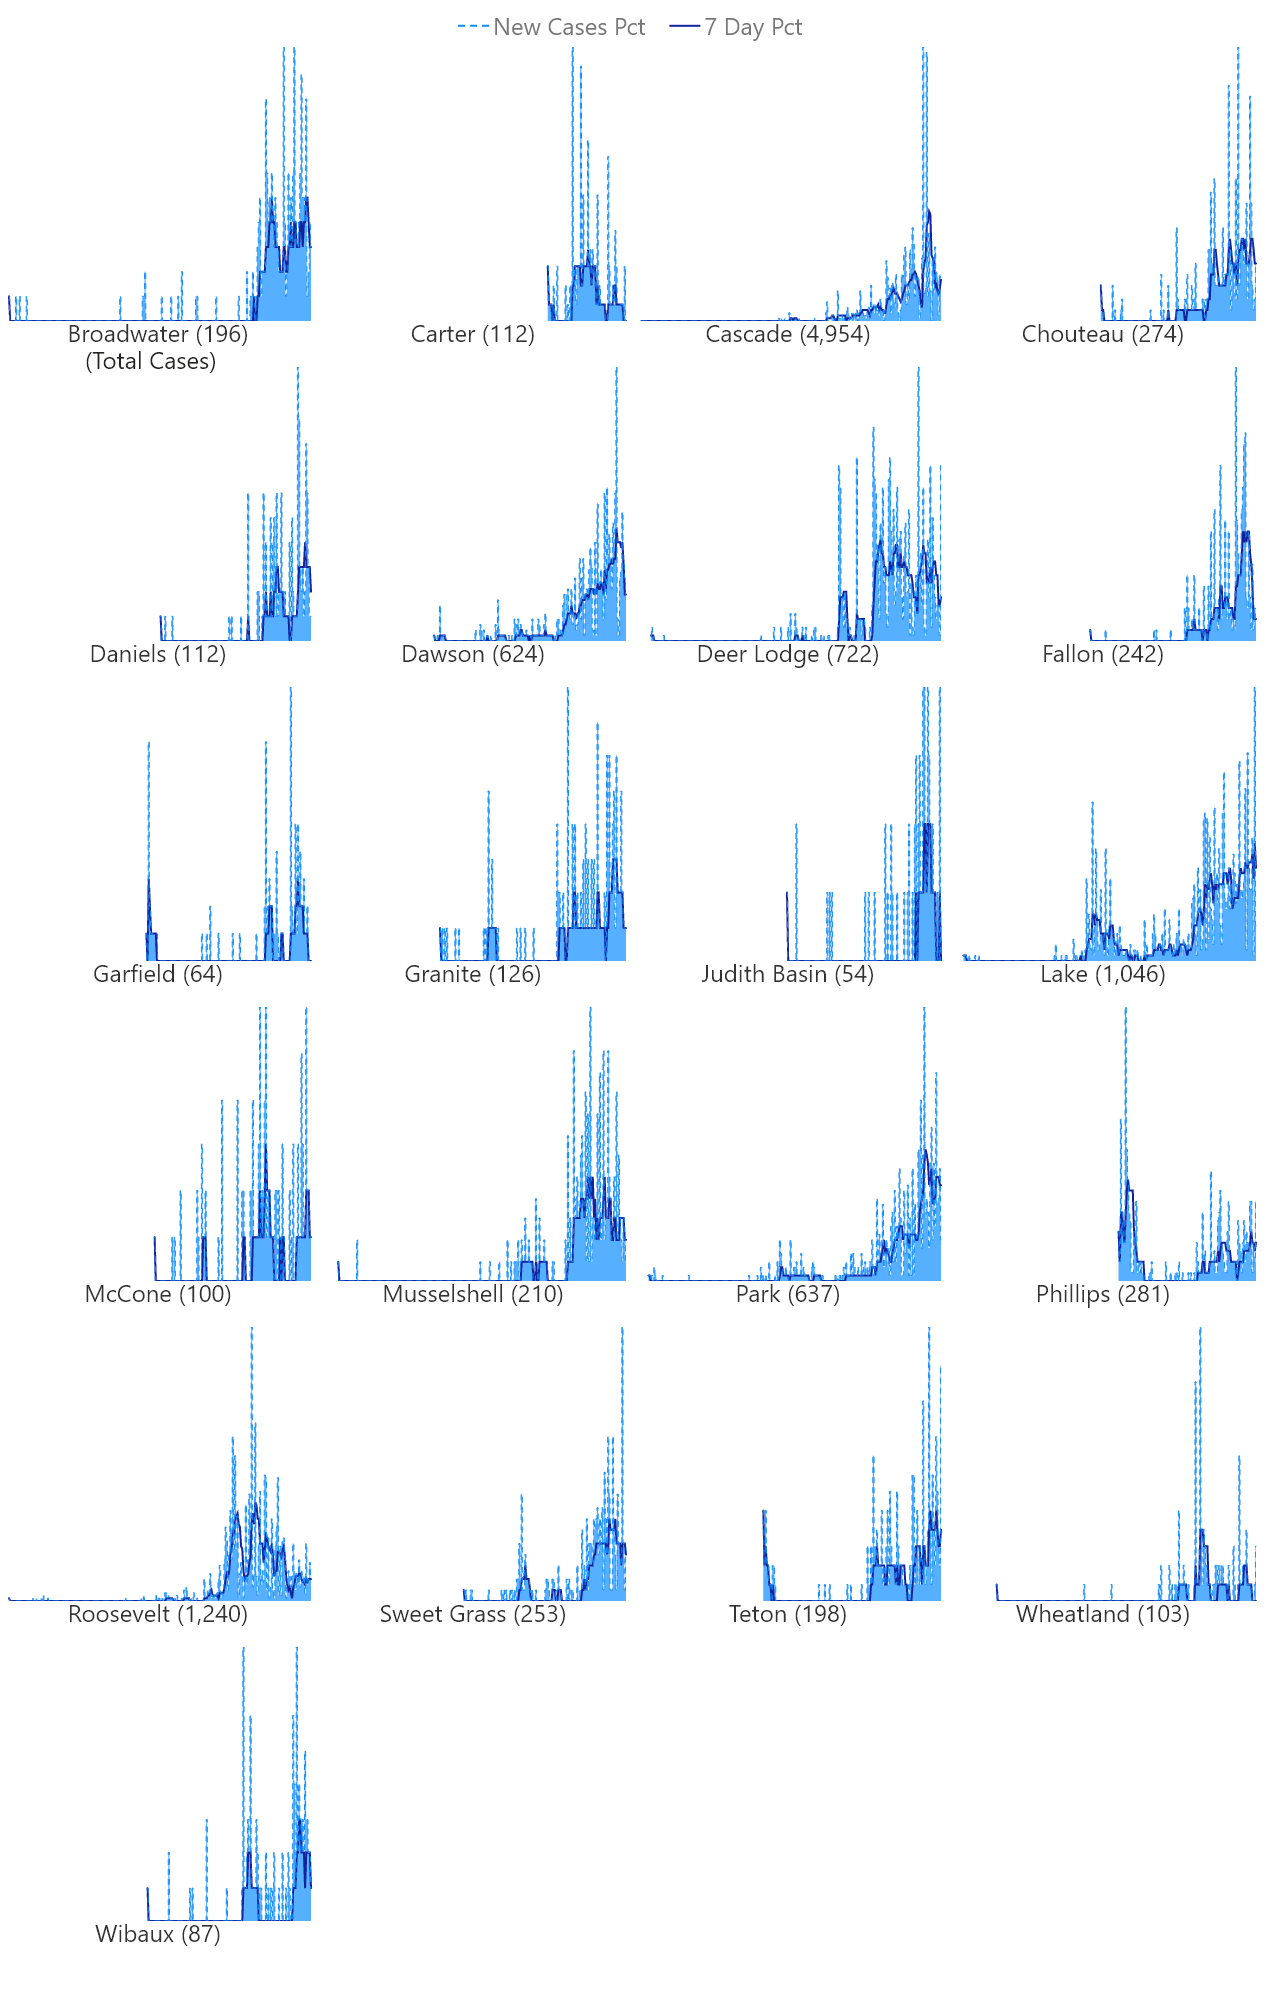 New Cases Pct 7 Day Pct
Broadwater (196) Carter (112) Cascade (4,954) Chouteau (274)
(Total Cases)
Daniels (112) Dawson (624) Deer Lodge (722) Fallon (242)
Garfield (64) Granite (126) Judith Basin (54) Lake (1,046)
McCone (100) Musselshell (210) Park (637) Phillips (281)
Roosevelt (1,240) Sweet Grass (253) Teton (198) Wheatland (103)
Wibaux (87)